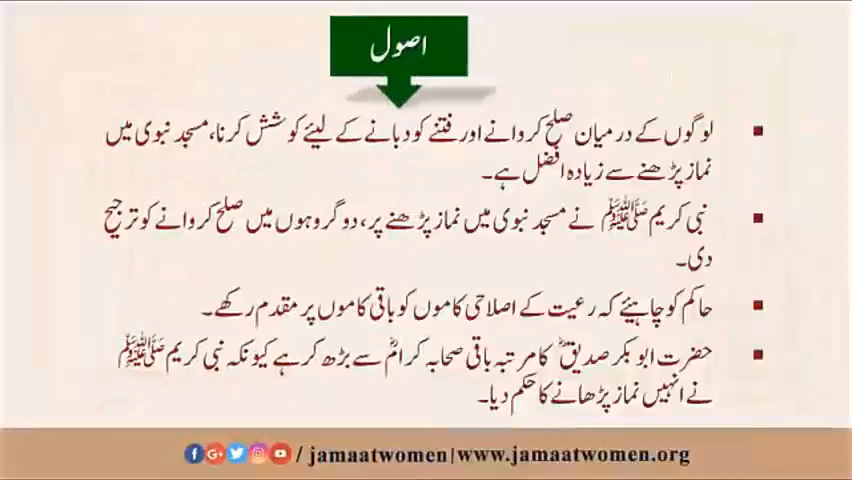 اصول
لوگوں کے درمیان صلح کروانے اور فتنے کو دبانے کے لیئے کوشش کرنا، مسجد نبوی میں
نماز پڑھنے سے زیادہ افضل ہے۔
نبی کریم ﷺ نے مسجد نبوی میں نماز پڑھنے پر، دو گروہوں میں صلح کروانے کو ترجیح
دی۔
حاکم کو چاہیئے کہ رعیت کے اصلاحی کاموں کو باقی کاموں پر مقدم رکھے۔
حضرت ابو بکر صدیقؓ کا مرتبہ باقی صحابہ کرامؓ سے بڑھ کر ہے کیونکہ نبی کریم ﷺ
نے انہیں نماز پڑھانے کا حکم دیا۔
/ jamaatwomen|www.jamaatwomen.org